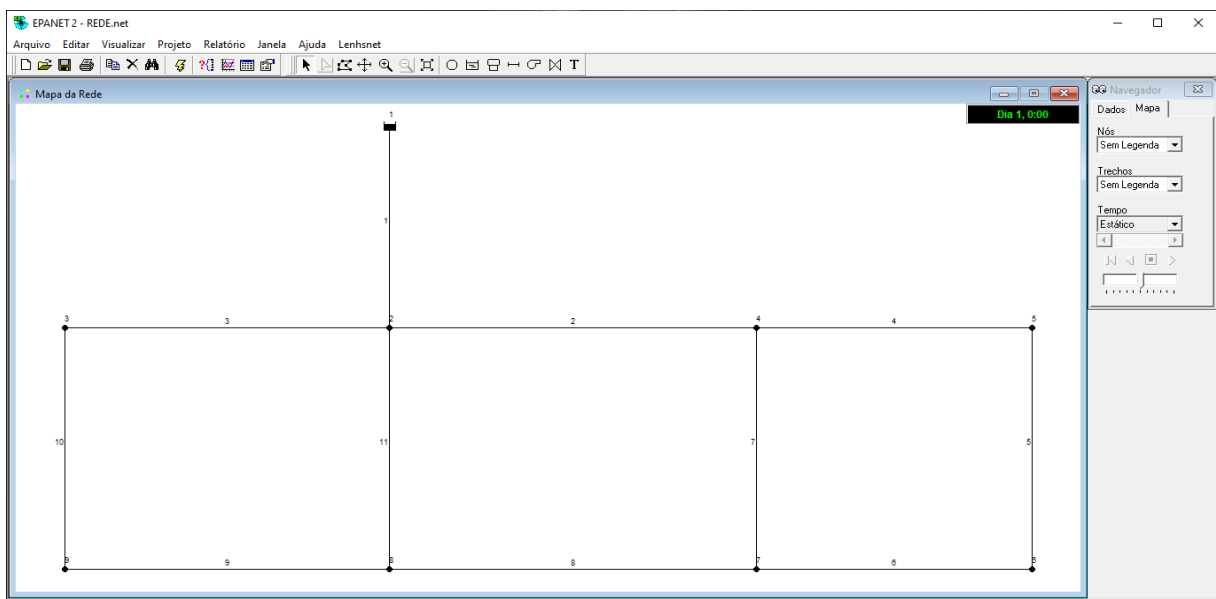 EPANET 2 - REDE.net
Arquivo Editar Visualizar Projeto Relatório Janela Ajuda Lenhsnet
T
Mapa da Rede
Dia 1, 0:00
Navegador
Dados Mapa
Nós
Sem Legenda
Trechos
Sem Legenda
Tempo
Estático
1
1
3
3
2
2
4
4
5
10
11
7
5
9
9
8
8
7
6